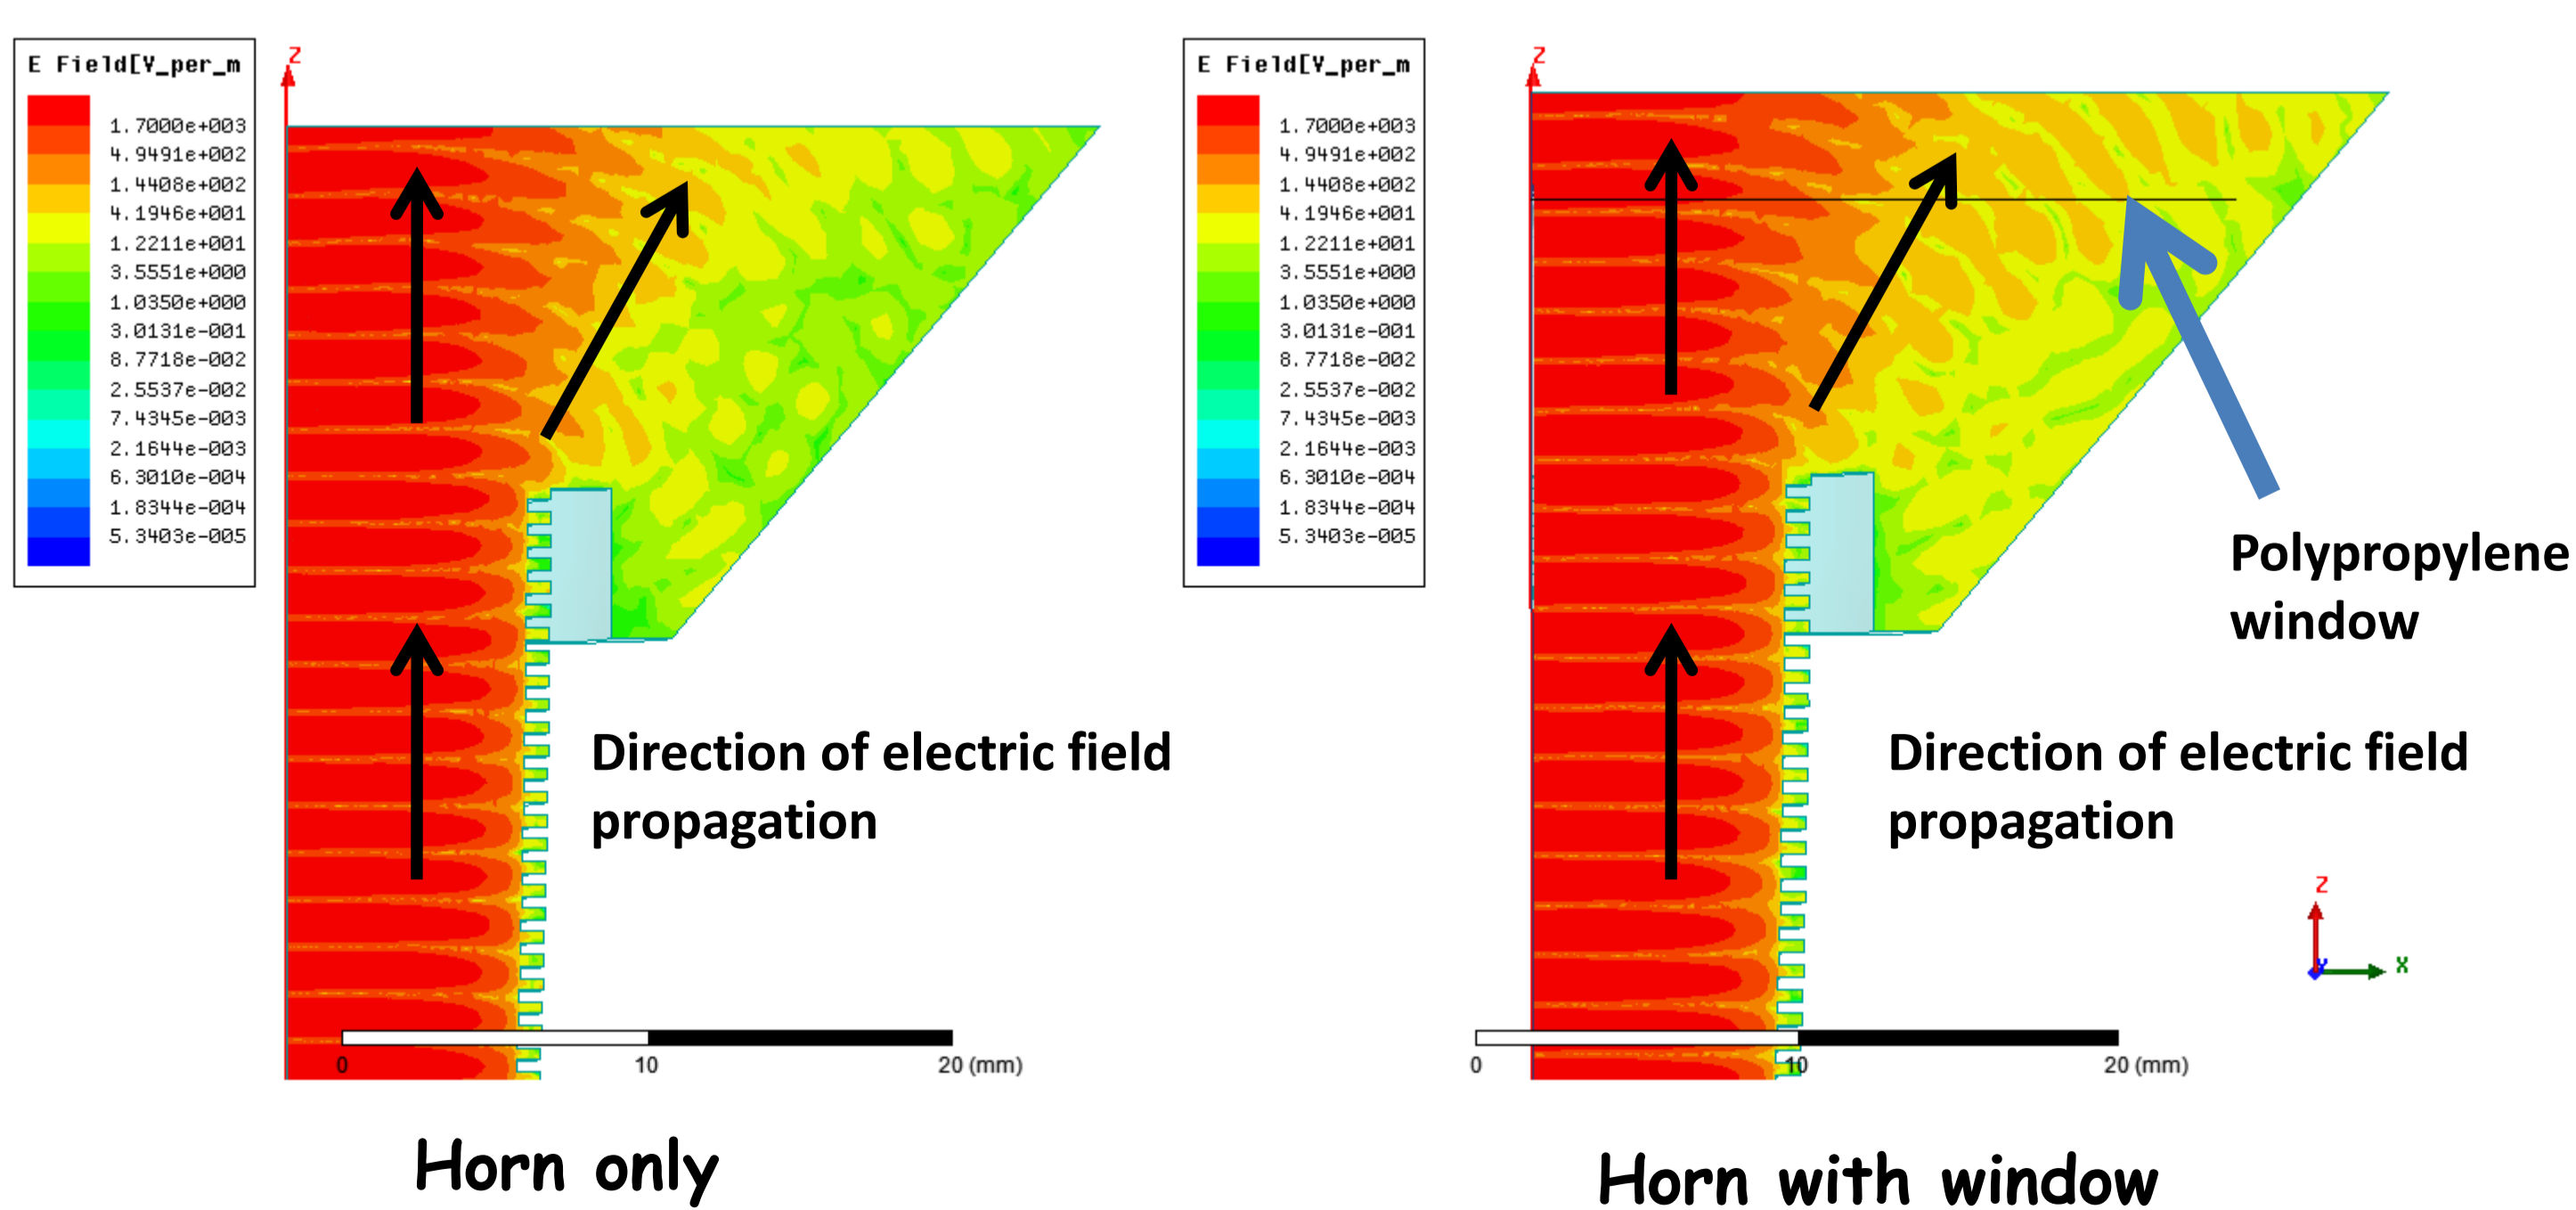 E Field[V_per_m
1.7000e+003
4.9491e+002
1.4408e+002
4.1946e+001
1.2211e+001
3.5551e+000
1.0350e+000
3.0131e-001
8.7718e-002
2.5537e-002
7.4345e-003
2.1644e-003
6.3010e-004
1.8344e-004
5.3403e-005
Z
Direction of electric field
propagation
0 10 20 (mm)
Horn only
E Field[V_per_m
1.7000e+003
4.9491e+002
1.4408e+002
4.1946e+001
1.2211e+001
3.5551e+000
1.0350e+000
3.0131e-001
8.7718e-002
2.5537e-002
7.4345e-003
2.1644e-003
6.3010e-004
1.8344e-004
5.3403e-005
Z
Polypropylene
window
Direction of electric field
propagation
Z
Y X
0 10 20 (mm)
Horn with window